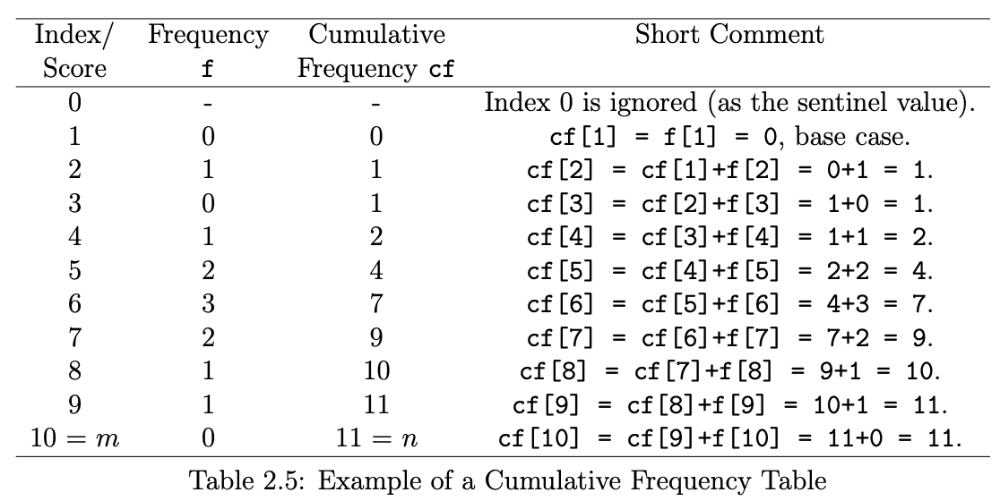 Index/ Frequency Cumulative Short Comment
Score f Frequency cf
0 - - Index 0 is ignored (as the sentinel value).
1 0 0 cf[1] = f[1] = 0, base case.
2 1 1 cf[2] = cf[1]+f[2] = 0+1 = 1.
3 0 1 cf[3] = cf[2]+f[3] = 1+0 = 1.
4 1 2 cf[4] = cf[3]+f[4] = 1+1 = 2.
5 2 4 cf[5] = cf[4]+f[5] = 2+2 = 4.
6 3 7 cf[6] = cf[5]+f[6] = 4+3 = 7.
7 2 9 cf[7] = cf[6]+f[7] = 7+2 = 9.
8 1 10 cf[8] = cf[7]+f[8] = 9+1 = 10.
9 1 11 cf[9] = cf[8]+f[9] = 10+1 = 11.
10 = m 0 11 = n cf[10] = cf[9]+f[10] = 11+0 = 11.
Table 2.5: Example of a Cumulative Frequency Table